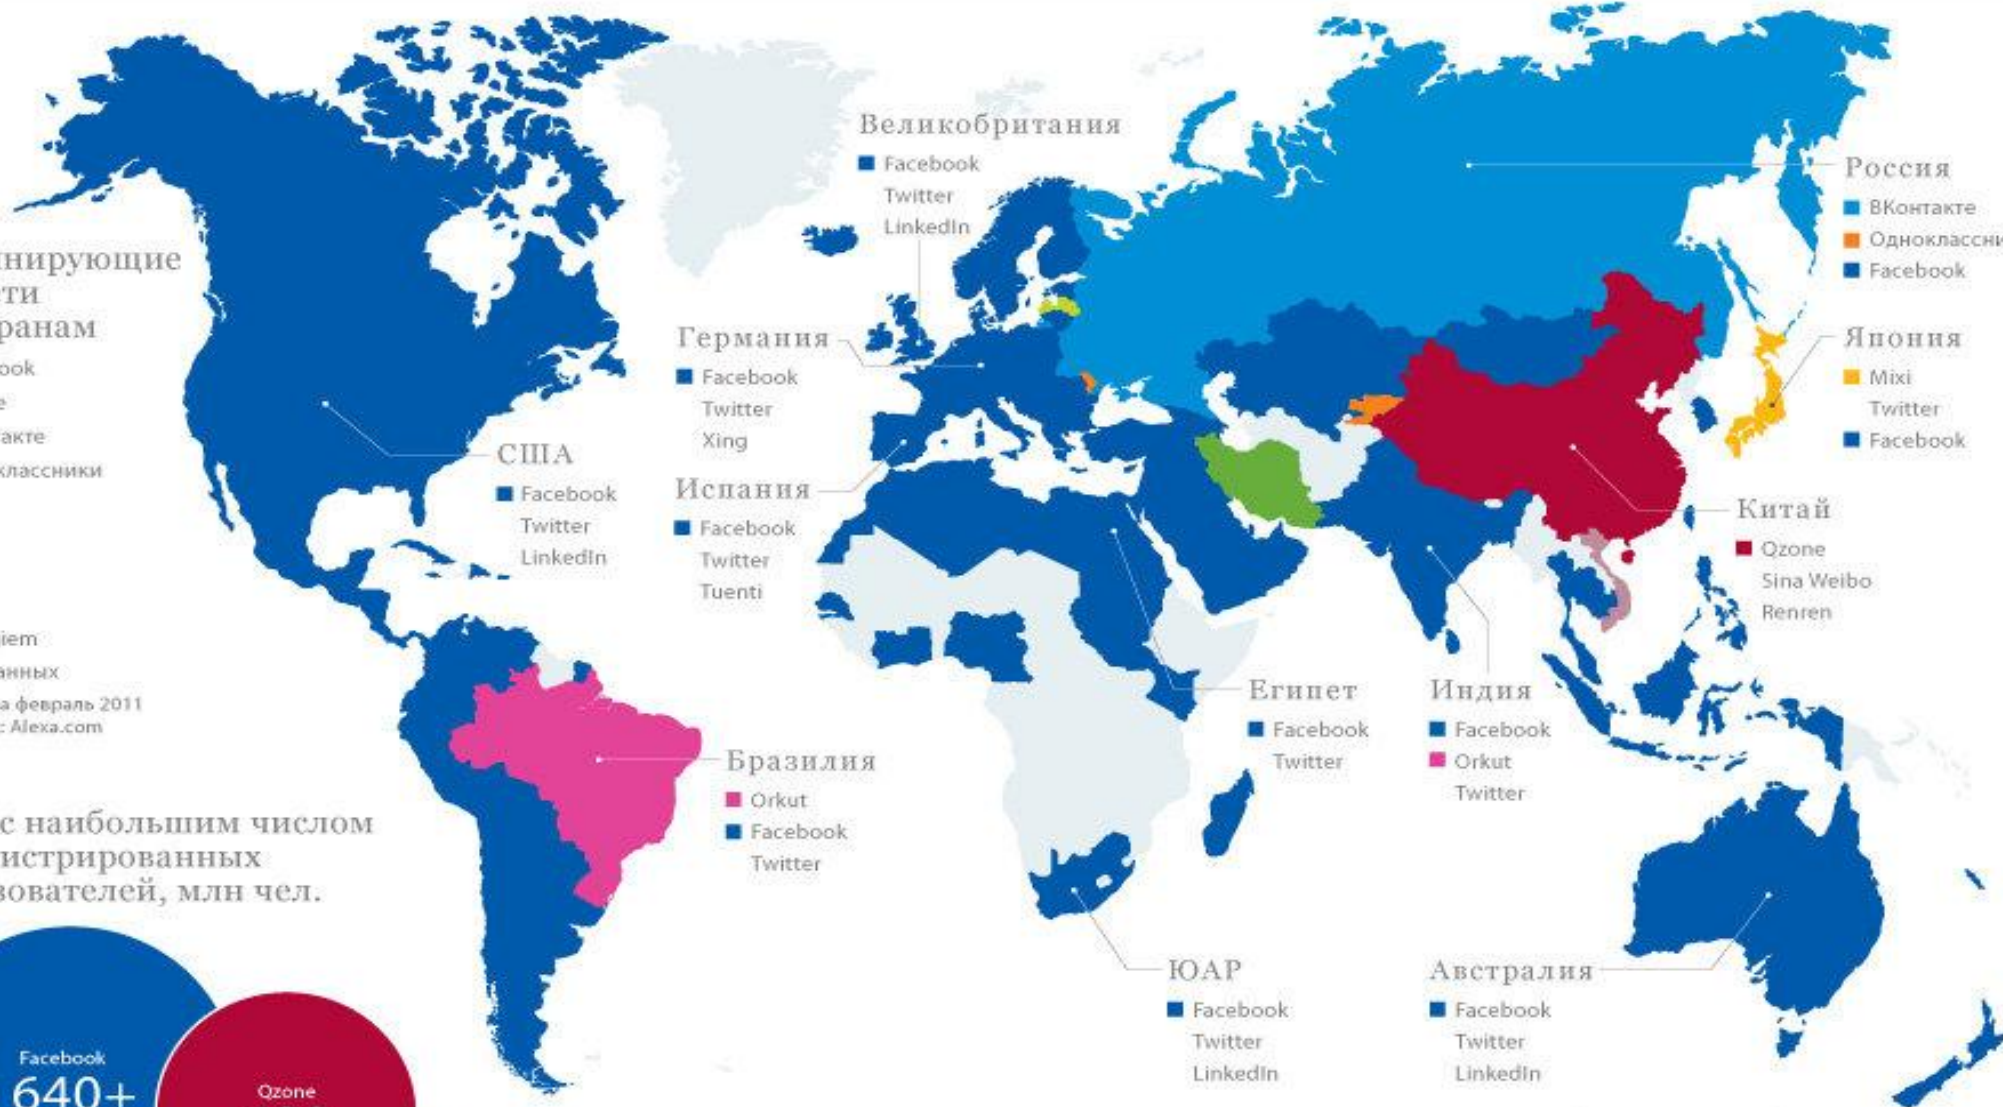 Великобритания
Facebook
Twitter
LinkedIn
Россия
ВКонтакте
Одноклассни
Facebook
нирующие
сти
ранам
ook
e
акте
классники
Германия
Facebook
Twitter
Xing
Япония
Mixi
Twitter
Facebook
США
Facebook
Twitter
LinkedIn
Испания
Facebook
Twitter
Tuenti
Китай
Qzone
Sina Weibo
Renren
iem
анных
а февраль 2011
: Alexa.com
Египет
Facebook
Twitter
Индия
Facebook
Orkut
Twitter
Бразилия
Orkut
Facebook
Twitter
с наибольшим числом
истрированных
зователей, млн чел.
ЮАР
Facebook
Twitter
LinkedIn
Австралия
Facebook
Twitter
LinkedIn
Facebook
640+
Qzone